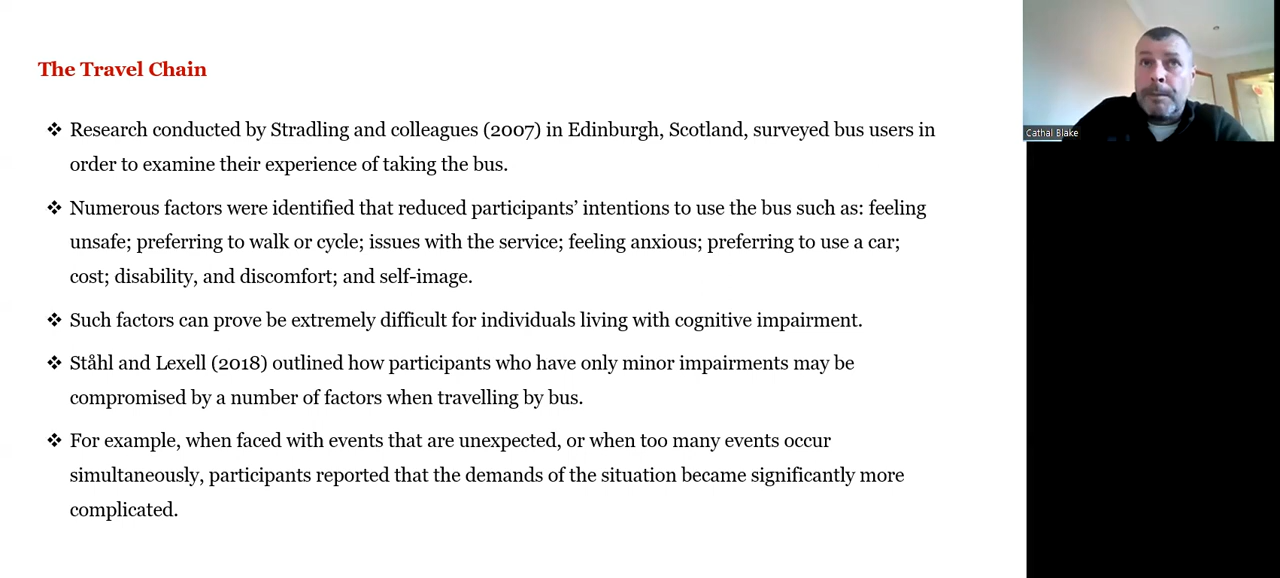 The Travel Chain
❖ Research conducted by Stradling and colleagues (2007) in Edinburgh, Scotland, surveyed bus users in
order to examine their experience of taking the bus.
❖ Numerous factors were identified that reduced participants’ intentions to use the bus such as: feeling
unsafe; preferring to walk or cycle; issues with the service; feeling anxious; preferring to use a car;
cost; disability, and discomfort; and self-image.
❖ Such factors can prove be extremely difficult for individuals living with cognitive impairment.
❖ Ståhl and Lexell (2018) outlined how participants who have only minor impairments may be
compromised by a number of factors when travelling by bus.
❖ For example, when faced with events that are unexpected, or when too many events occur
simultaneously, participants reported that the demands of the situation became significantly more
complicated.
Cathal Blake